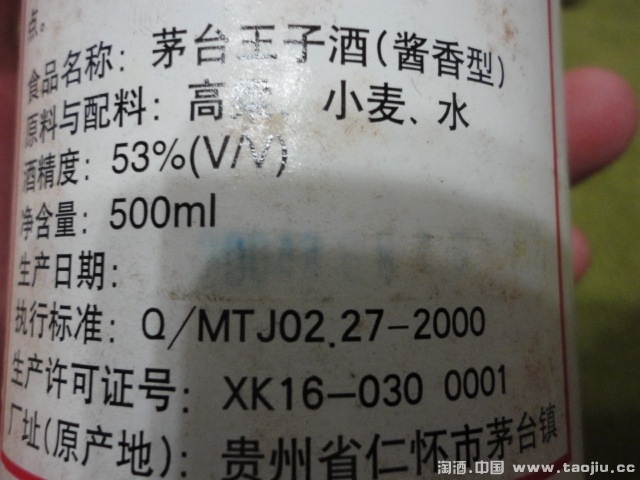 点。
食品名称：茅台王子酒(酱香型)
原料与配料：高 、小麦、水
酒精度：53%(V/V)
净含量：500ml
生产日期：
执行标准：Q/MTJ02.27-2000
生产许可证号：XK16-030 0001
厂址(原产地)：贵州省仁怀市茅台镇
淘酒.中国 www.taojiu.cc